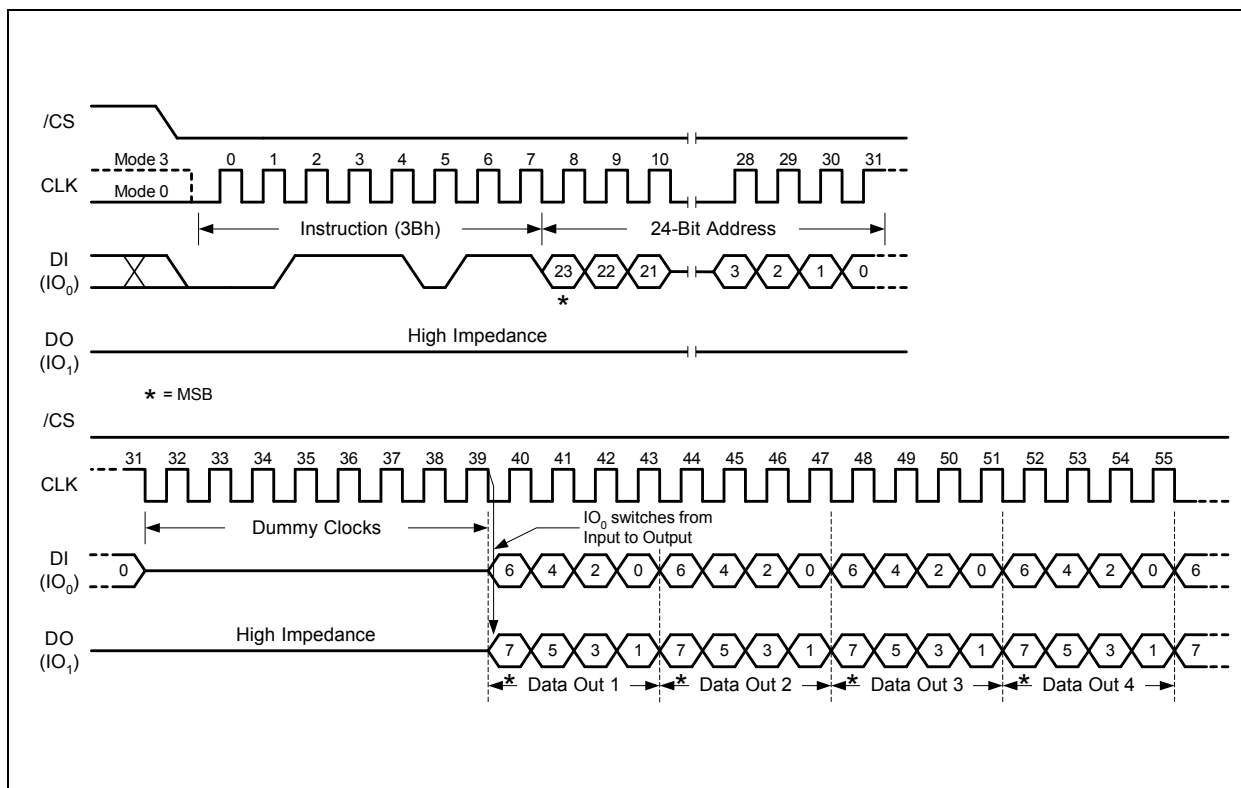 /CS
Mode 3 0 1 2 3 4 5 6 7 8 9 10 28 29 30 31
CLK
Mode 0
Instruction (3Bh) 24-Bit Address
DI
(IO₀)
23 22 21 3 2 1 0
*
High Impedance
DO
(IO₁)
* = MSB
/CS
31 32 33 34 35 36 37 38 39 40 41 42 43 44 45 46 47 48 49 50 51 52 53 54 55
CLK
Dummy Clocks
IO₀ switches from
Input to Output
DI
(IO₀)
0 6 4 2 0 6 4 2 0 6 4 2 0 6 4 2 0 6
High Impedance
DO
(IO₁)
7 5 3 1 7 5 3 1 7 5 3 1 7 5 3 1 7
* Data Out 1 * Data Out 2 * Data Out 3 * Data Out 4